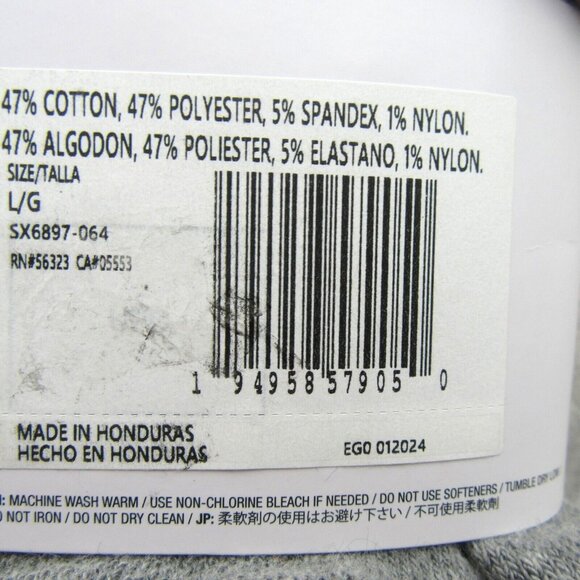 47% COTTON, 47% POLYESTER, 5% SPANDEX, 1% NYLON.
47% ALGODON, 47% POLIESTER, 5% ELASTANO, 1% NYLON.
SIZE/TALLA
L/G
SX6897-064
RN#56323 CA#05553
1 94958 57905 0
MADE IN HONDURAS
HECHO EN HONDURAS
EG0 012024
: MACHINE WASH WARM / USE NON-CHLORINE BLEACH IF NEEDED / DO NOT USE SOFTENERS / TUMBLE DRY LOW
NOT IRON / DO NOT DRY CLEAN / JP: 柔軟剤の使用はお避け下さい / 不可使用柔軟劑